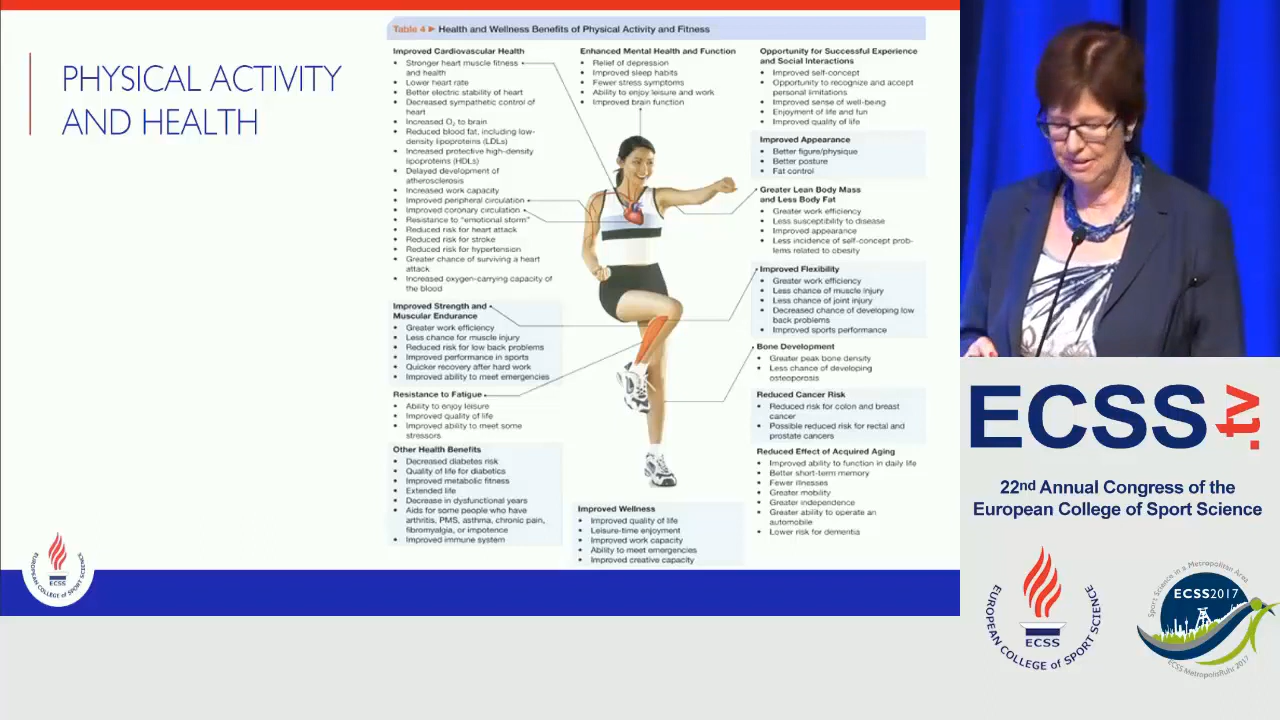 PHYSICAL ACTIVITY
AND HEALTH
Table 4 ► Health and Wellness Benefits of Physical Activity and Fitness
Improved Cardiovascular Health
• Stronger heart muscle fitness
and health
• Lower heart rate
• Better electric stability of heart
• Decreased sympathetic control of
heart
• Increased O2 to brain
• Reduced blood fat, including low-
density lipoproteins (LDLs)
• Increased protective high-density
lipoproteins (HDLs)
• Delayed development of
atherosclerosis
• Increased work capacity
• Improved peripheral circulation
• Improved coronary circulation
• Resistance to "emotional storm"
• Reduced risk for heart attack
• Reduced risk for stroke
• Reduced risk for hypertension
• Greater chance of surviving a heart
attack
• Increased oxygen-carrying capacity of
the blood
Improved Strength and
Muscular Endurance
• Greater work efficiency
• Less chance for muscle injury
• Reduced risk for low back problems
• Improved performance in sports
• Quicker recovery after hard work
• Improved ability to meet emergencies
Resistance to Fatigue
• Ability to enjoy leisure
• Improved quality of life
• Improved ability to meet some
stressors
Other Health Benefits
• Decreased diabetes risk
• Quality of life for diabetics
• Improved metabolic fitness
• Extended life
• Decrease in dysfunctional years
• Aids for some people who have
arthritis, PMS, asthma, chronic pain,
fibromyalgia, or impotence
• Improved immune system
Enhanced Mental Health and Function
• Relief of depression
• Improved sleep habits
• Fewer stress symptoms
• Ability to enjoy leisure and work
• Improved brain function
Improved Wellness
• Improved quality of life
• Leisure-time enjoyment
• Improved work capacity
• Ability to meet emergencies
• Improved creative capacity
Opportunity for Successful Experience
and Social Interactions
• Improved self-concept
• Opportunity to recognize and accept
personal limitations
• Improved sense of well-being
• Enjoyment of life and fun
• Improved quality of life
Improved Appearance
• Better figure/physique
• Better posture
• Fat control
Greater Lean Body Mass
and Less Body Fat
• Greater work efficiency
• Less susceptibility to disease
• Improved appearance
• Less incidence of self-concept prob-
lems related to obesity
Improved Flexibility
• Greater work efficiency
• Less chance of muscle injury
• Less chance of joint injury
• Decreased chance of developing low
back problems
• Improved sports performance
Bone Development
• Greater peak bone density
• Less chance of developing
osteoporosis
Reduced Cancer Risk
• Reduced risk for colon and breast
cancer
• Possible reduced risk for rectal and
prostate cancers
Reduced Effect of Acquired Aging
• Improved ability to function in daily life
• Better short-term memory
• Fewer illnesses
• Greater mobility
• Greater independence
• Greater ability to operate an
automobile
• Lower risk for dementia
EUROPEAN COLLEGE OF SPORT SCIENCE
ECSS
ECSS.tv
22nd Annual Congress of the
European College of Sport Science
EUROPEAN COLLEGE OF SPORT SCIENCE
ECSS
Sport Science in a Metropolitan Area
ECSS2017
ECSS MetropolisRuhr 2017